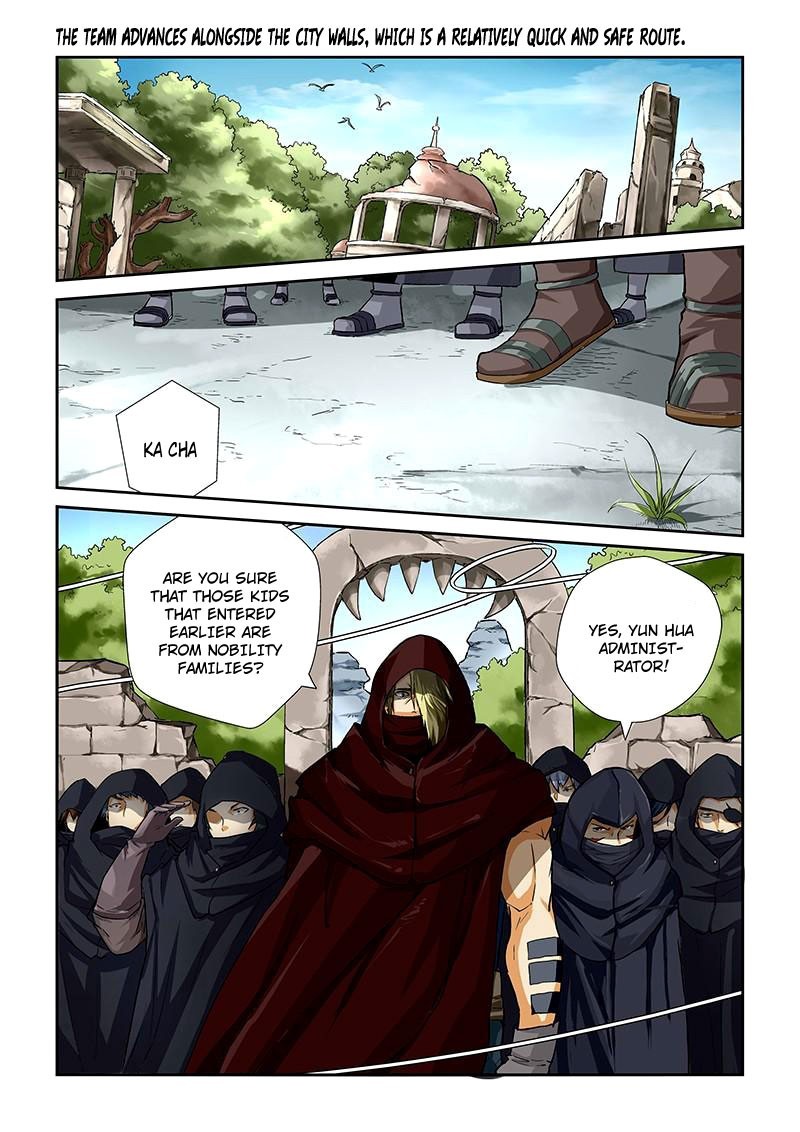 THE TEAM ADVANCES ALONGSIDE THE CITY WALLS, WHICH IS A RELATIVELY QUICK AND SAFE ROUTE.
KA CHA
ARE YOU SURE
THAT THOSE KIDS
THAT ENTERED
EARLIER ARE
FROM NOBILITY
FAMILIES?
YES, YUN HUA
ADMINIST-
RATOR!